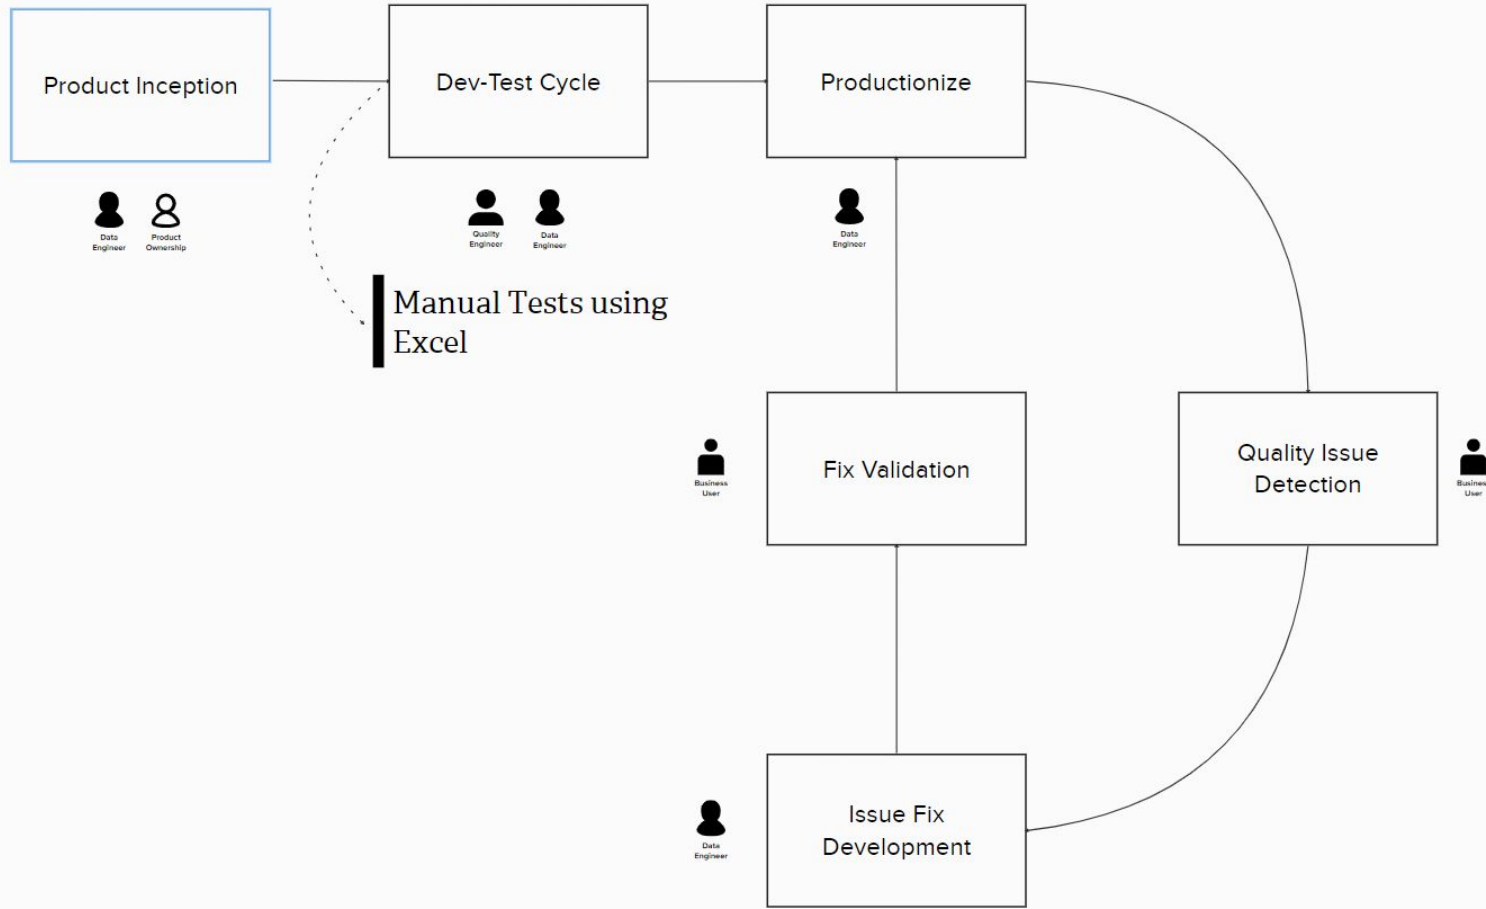 Product Inception
Dev-Test Cycle
Productionize
Data
Engineer
Product
Ownership
Quality
Engineer
Data
Engineer
Data
Engineer
Manual Tests using
Excel
Business
User
Fix Validation
Quality Issue
Detection
User
Data
Engineer
Issue Fix
Development